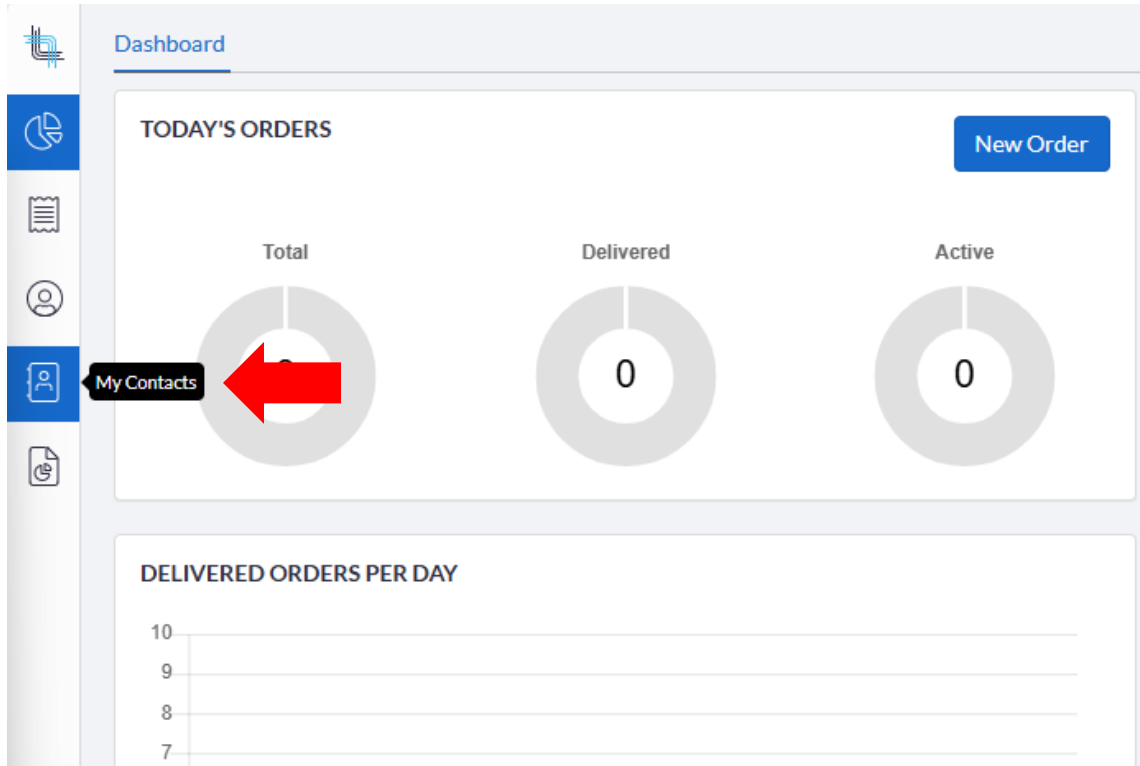 Dashboard
TODAY'S ORDERS
New Order
Total
Delivered
Active
My Contacts
0
0
DELIVERED ORDERS PER DAY
10
9
8
7